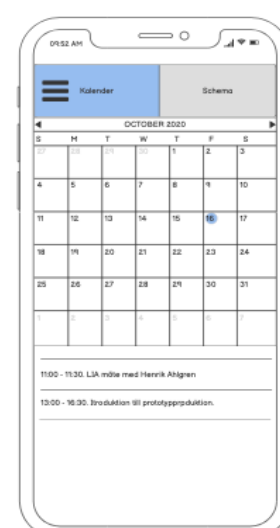 09:52 AM
Kalender Schema
OCTOBER 2020
S M T W T F S
27 28 29 30 1 2 3
4 5 6 7 8 9 10
11 12 13 14 15 16 17
18 19 20 21 22 23 24
25 26 27 28 29 30 31
1 2 3 4 5 6 7
11:00 - 11:30. LIA möte med Henrik Ahlgren
13:00 - 16:30. Itroduktion till prototypprpduktion.